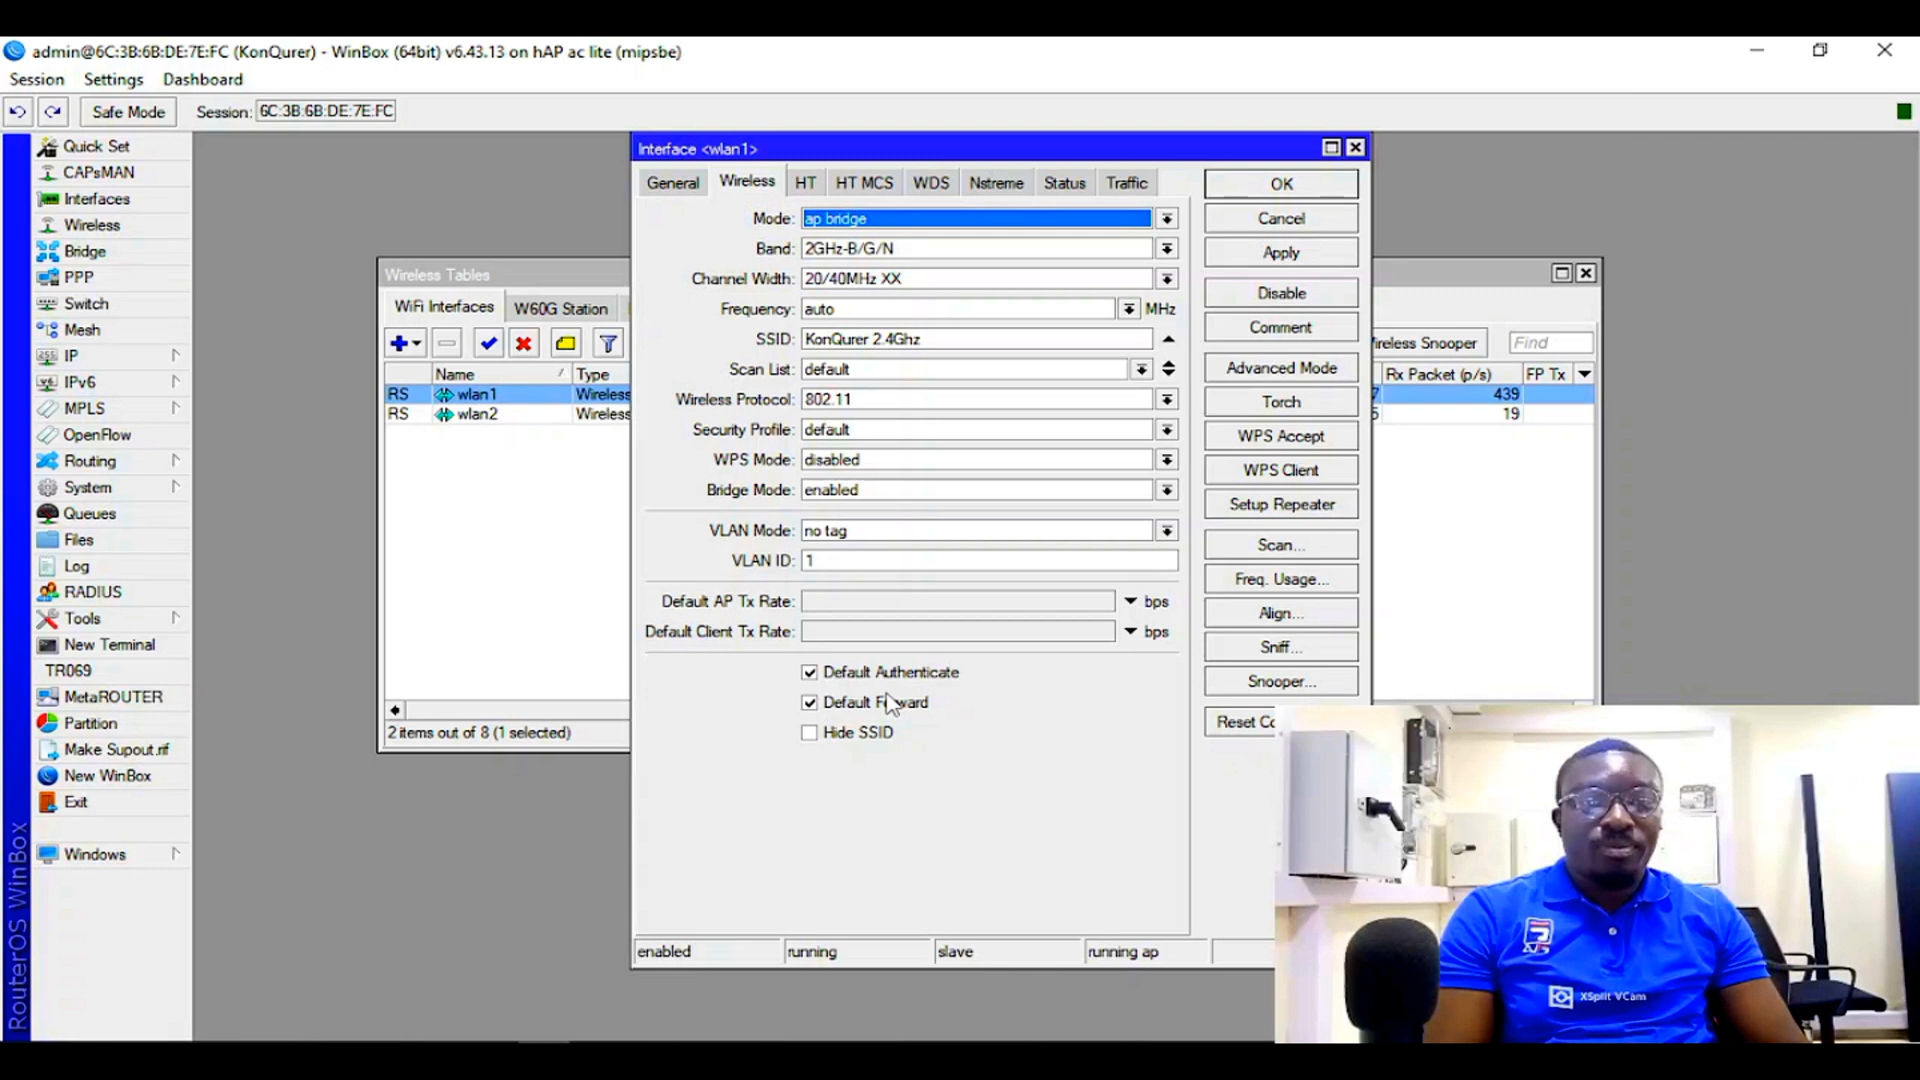 admin@6C:3B:6B:DE:7E:FC (KonQurer) - WinBox (64bit) v6.43.13 on hAP ac lite (mipsbe)
Session Settings Dashboard
Safe Mode Session: 6C:3B:6B:DE:7E:FC
Quick Set
CAPsMAN
Interfaces
Wireless
Bridge
PPP
Switch
Mesh
IP
IPv6
MPLS
OpenFlow
Routing
System
Queues
Files
Log
RADIUS
Tools
New Terminal
TR069
MetaROUTER
Partition
Make Supout.rif
New WinBox
Exit
Windows
RouterOS WinBox
Wireless Tables
WiFi Interfaces W60G Station
Name Type
RS wlan1 Wireless
RS wlan2 Wireless
2 items out of 8 (1 selected)
Interface <wlan1>
General Wireless HT HT MCS WDS Nstreme Status Traffic
Mode: ap bridge
Band: 2GHz-B/G/N
Channel Width: 20/40MHz XX
Frequency: auto MHz
SSID: KonQurer 2.4Ghz
Scan List: default
Wireless Protocol: 802.11
Security Profile: default
WPS Mode: disabled
Bridge Mode: enabled
VLAN Mode: no tag
VLAN ID: 1
Default AP Tx Rate: bps
Default Client Tx Rate: bps
Default Authenticate
Default Forward
Hide SSID
enabled running slave running ap
OK
Cancel
Apply
Disable
Comment
Advanced Mode
Torch
WPS Accept
WPS Client
Setup Repeater
Scan...
Freq. Usage...
Align...
Sniff...
Snooper...
Reset Co
ireless Snooper Find
Rx Packet (p/s) FP Tx
7 439
5 19
XSplit VCam